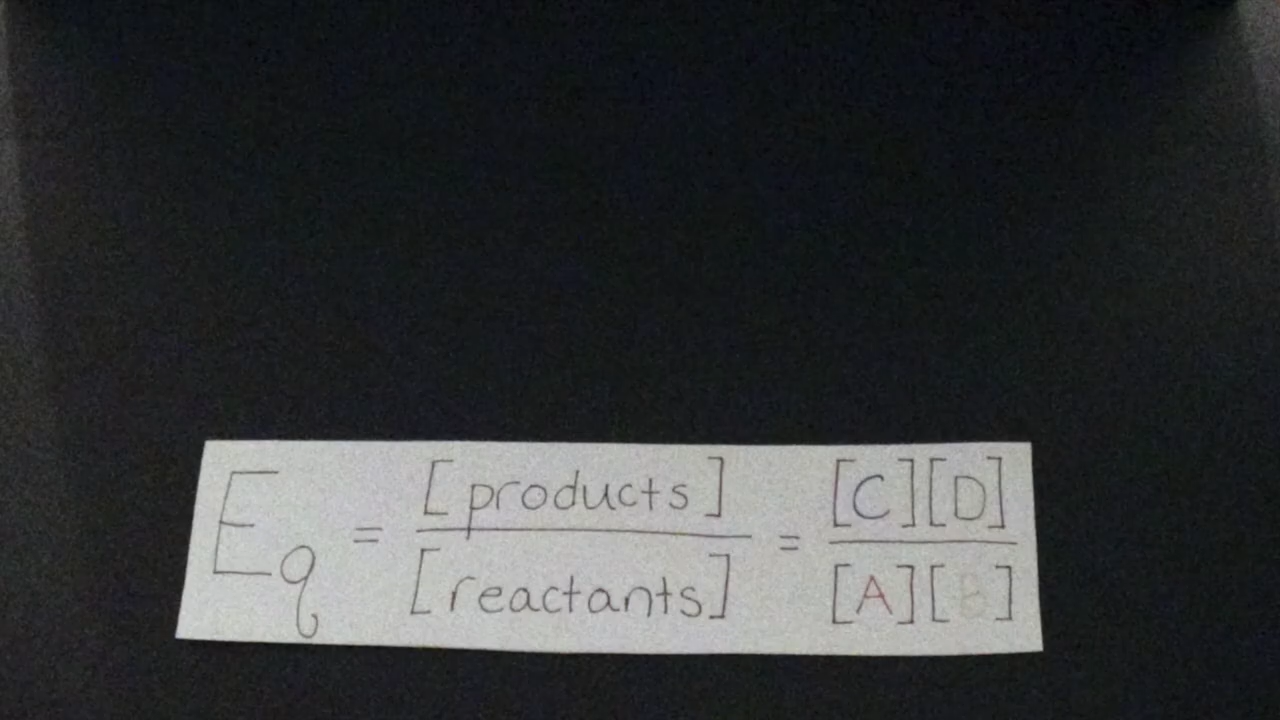 Eq = [products] / [reactants] = [C][D] / [A][B]